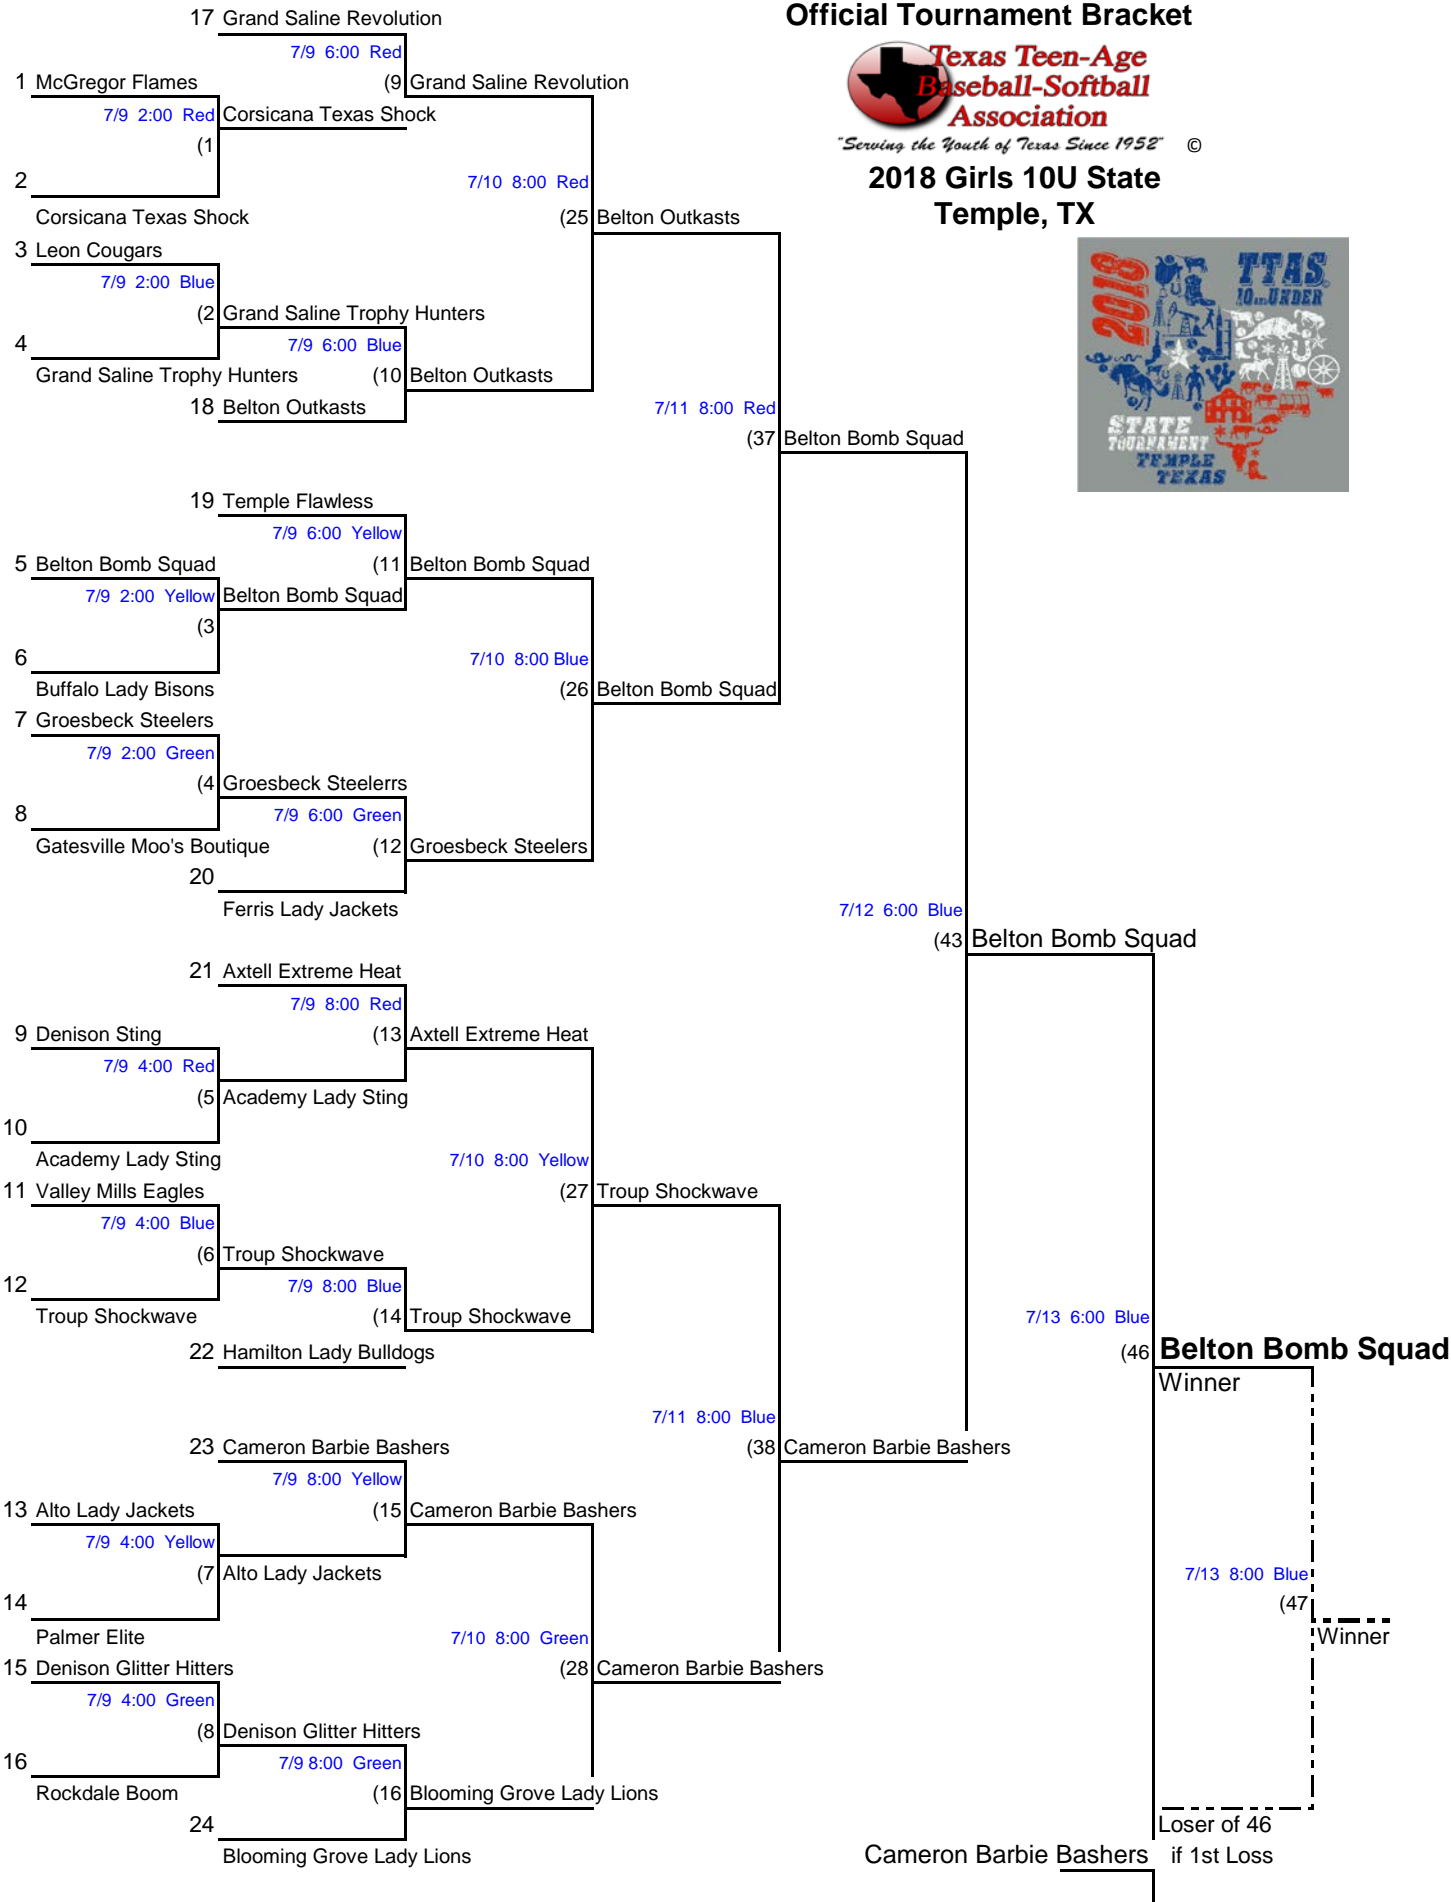 Official Tournament Bracket
Texas Teen-Age
Baseball-Softball
Association
"Serving the Youth of Texas Since 1952" ©
2018 Girls 10U State
Temple, TX
2018
TTAS
10 and UNDER
STATE
TOURNAMENT
TEMPLE
TEXAS
17 Grand Saline Revolution
7/9 6:00 Red
1 McGregor Flames
(9 Grand Saline Revolution
7/9 2:00 Red
Corsicana Texas Shock
(1
2
7/10 8:00 Red
Corsicana Texas Shock
(25 Belton Outkasts
3 Leon Cougars
7/9 2:00 Blue
(2 Grand Saline Trophy Hunters
4
7/9 6:00 Blue
Grand Saline Trophy Hunters
(10 Belton Outkasts
18 Belton Outkasts
7/11 8:00 Red
(37 Belton Bomb Squad
19 Temple Flawless
7/9 6:00 Yellow
5 Belton Bomb Squad
(11 Belton Bomb Squad
7/9 2:00 Yellow
Belton Bomb Squad
(3
6
7/10 8:00 Blue
Buffalo Lady Bisons
(26 Belton Bomb Squad
7 Groesbeck Steelers
7/9 2:00 Green
(4 Groesbeck Steelerrs
8
7/9 6:00 Green
Gatesville Moo's Boutique
(12 Groesbeck Steelers
20
Ferris Lady Jackets
7/12 6:00 Blue
(43 Belton Bomb Squad
21 Axtell Extreme Heat
7/9 8:00 Red
9 Denison Sting
(13 Axtell Extreme Heat
7/9 4:00 Red
(5 Academy Lady Sting
10
Academy Lady Sting
7/10 8:00 Yellow
11 Valley Mills Eagles
(27 Troup Shockwave
7/9 4:00 Blue
(6 Troup Shockwave
12
7/9 8:00 Blue
Troup Shockwave
(14 Troup Shockwave
7/13 6:00 Blue
22 Hamilton Lady Bulldogs
(46 Belton Bomb Squad
Winner
7/11 8:00 Blue
23 Cameron Barbie Bashers
(38 Cameron Barbie Bashers
7/9 8:00 Yellow
13 Alto Lady Jackets
(15 Cameron Barbie Bashers
7/9 4:00 Yellow
(7 Alto Lady Jackets
7/13 8:00 Blue
14
(47
Palmer Elite
7/10 8:00 Green
Winner
15 Denison Glitter Hitters
(28 Cameron Barbie Bashers
7/9 4:00 Green
(8 Denison Glitter Hitters
16
7/9 8:00 Green
Rockdale Boom
(16 Blooming Grove Lady Lions
24
Loser of 46
Blooming Grove Lady Lions
Cameron Barbie Bashers
if 1st Loss